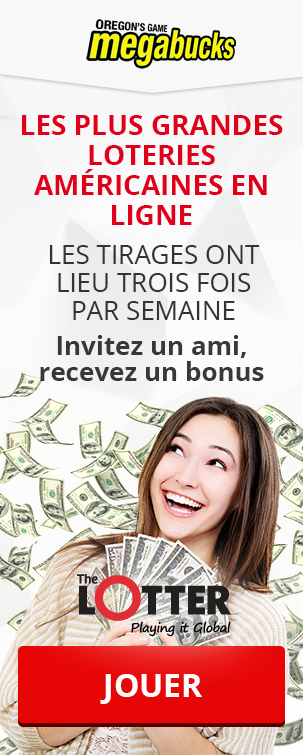 OREGON'S GAME
megabucks
LES PLUS GRANDES
LOTERIES
AMÉRICAINES EN
LIGNE
LES TIRAGES ONT
LIEU TROIS FOIS
PAR SEMAINE
Invitez un ami,
recevez un bonus
The
LOTTER
Playing it Global
JOUER